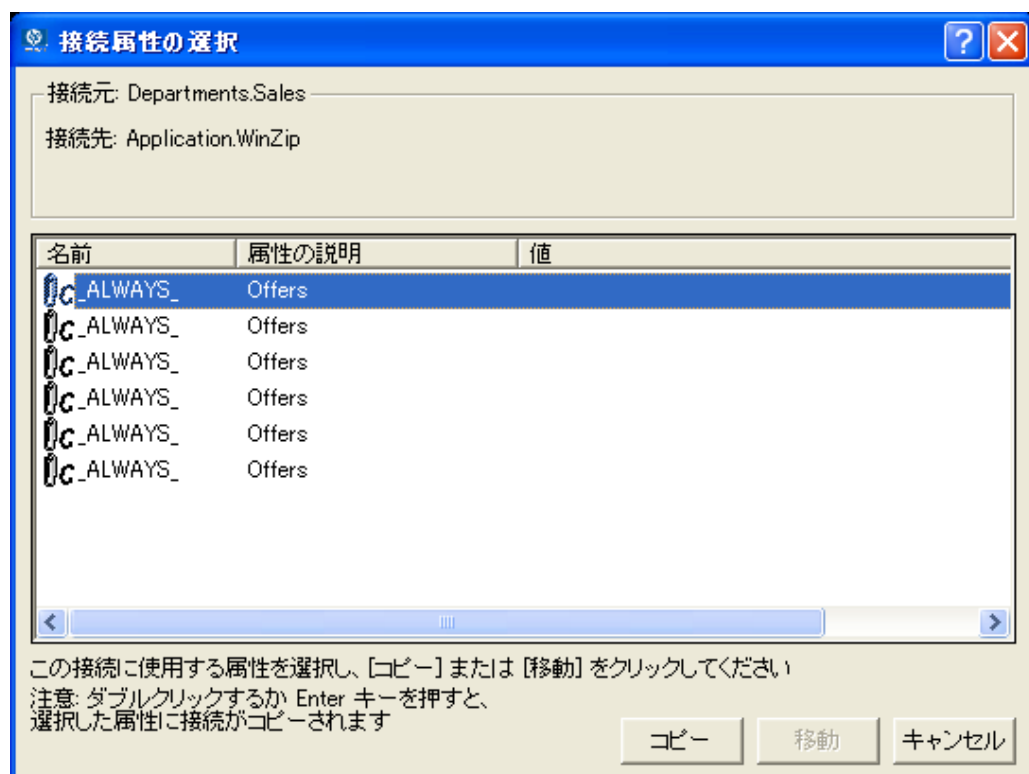 接続属性の選択
接続元: Departments.Sales
接続先: Application.WinZip
名前 属性の説明 値
_ALWAYS_ Offers
_ALWAYS_ Offers
_ALWAYS_ Offers
_ALWAYS_ Offers
_ALWAYS_ Offers
_ALWAYS_ Offers
この接続に使用する属性を選択し、[コピー] または [移動] をクリックしてください
注意: ダブルクリックするか Enter キーを押すと、
選択した属性に接続がコピーされます
コピー 移動 キャンセル